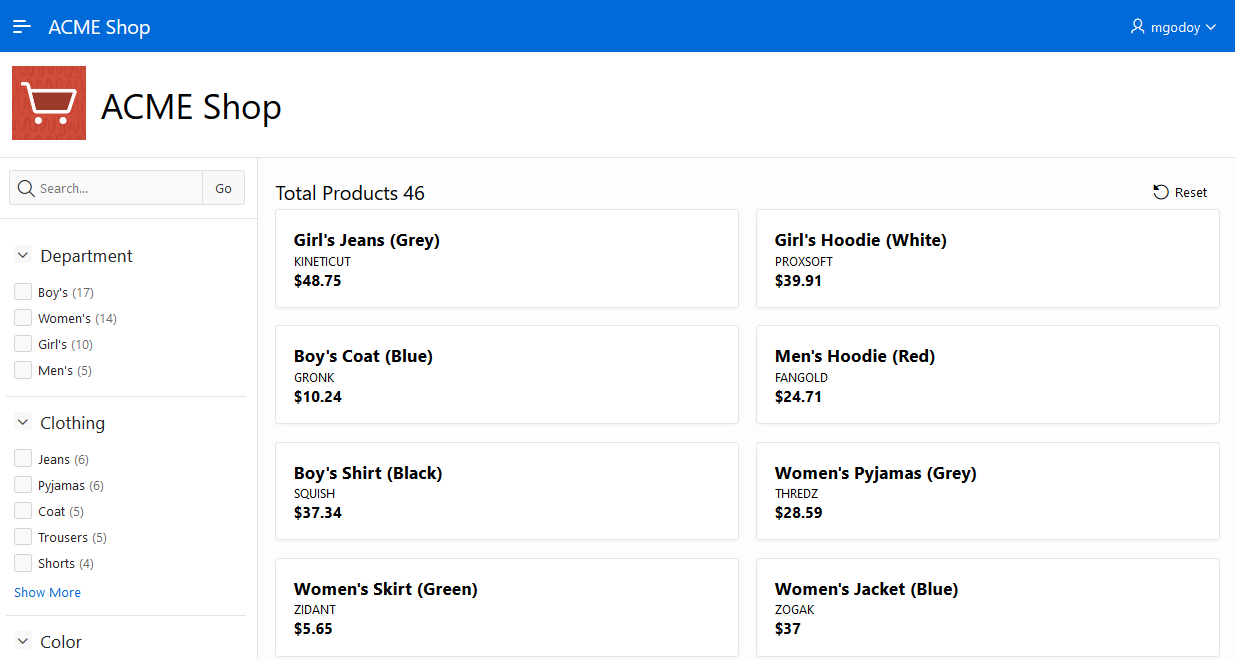 ACME Shop
mgodoy
ACME Shop
Search...
Go
Department
Boy's (17)
Women's (14)
Girl's (10)
Men's (5)
Clothing
Jeans (6)
Pyjamas (6)
Coat (5)
Trousers (5)
Shorts (4)
Show More
Color
Total Products 46
Reset
Girl's Jeans (Grey)
KINETICUT
$48.75
Girl's Hoodie (White)
PROXSOFT
$39.91
Boy's Coat (Blue)
GRONK
$10.24
Men's Hoodie (Red)
FANGOLD
$24.71
Boy's Shirt (Black)
SQUISH
$37.34
Women's Pyjamas (Grey)
THREDZ
$28.59
Women's Skirt (Green)
ZIDANT
$5.65
Women's Jacket (Blue)
ZOGAK
$37